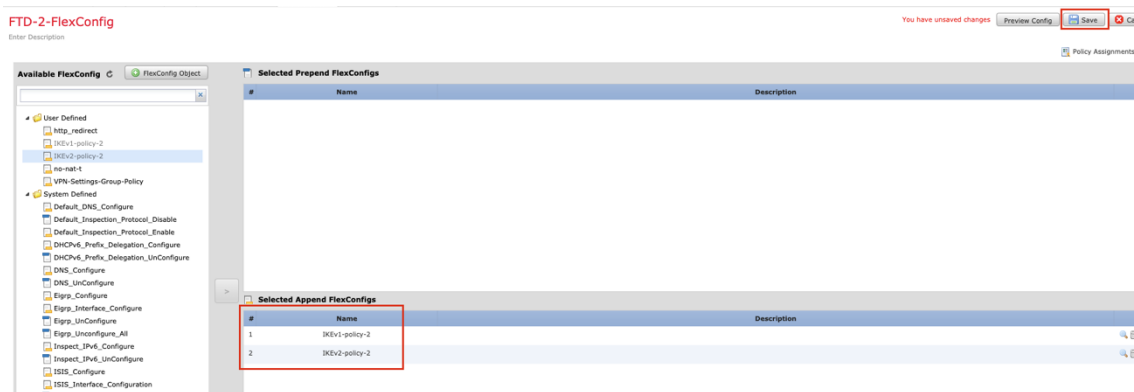 FTD-2-FlexConfig
You have unsaved changes Preview Config Save Ca
Enter Description
Policy Assignments
Available FlexConfig FlexConfig Object
Selected Prepend FlexConfigs
# Name Description
User Defined
http_redirect
IKEv1-policy-2
IKEv2-policy-2
no-nat-t
VPN-Settings-Group-Policy
System Defined
Default_DNS_Configure
Default_Inspection_Protocol_Disable
Default_Inspection_Protocol_Enable
DHCPv6_Prefix_Delegation_Configure
DHCPv6_Prefix_Delegation_UnConfigure
DNS_Configure
DNS_UnConfigure
Eigrp_Configure
Eigrp_Interface_Configure
Eigrp_UnConfigure
Eigrp_Unconfigure_All
Inspect_IPv6_Configure
Inspect_IPv6_UnConfigure
ISIS_Configure
ISIS_Interface_Configuration
>
Selected Append FlexConfigs
# Name Description
1 IKEv1-policy-2
2 IKEv2-policy-2